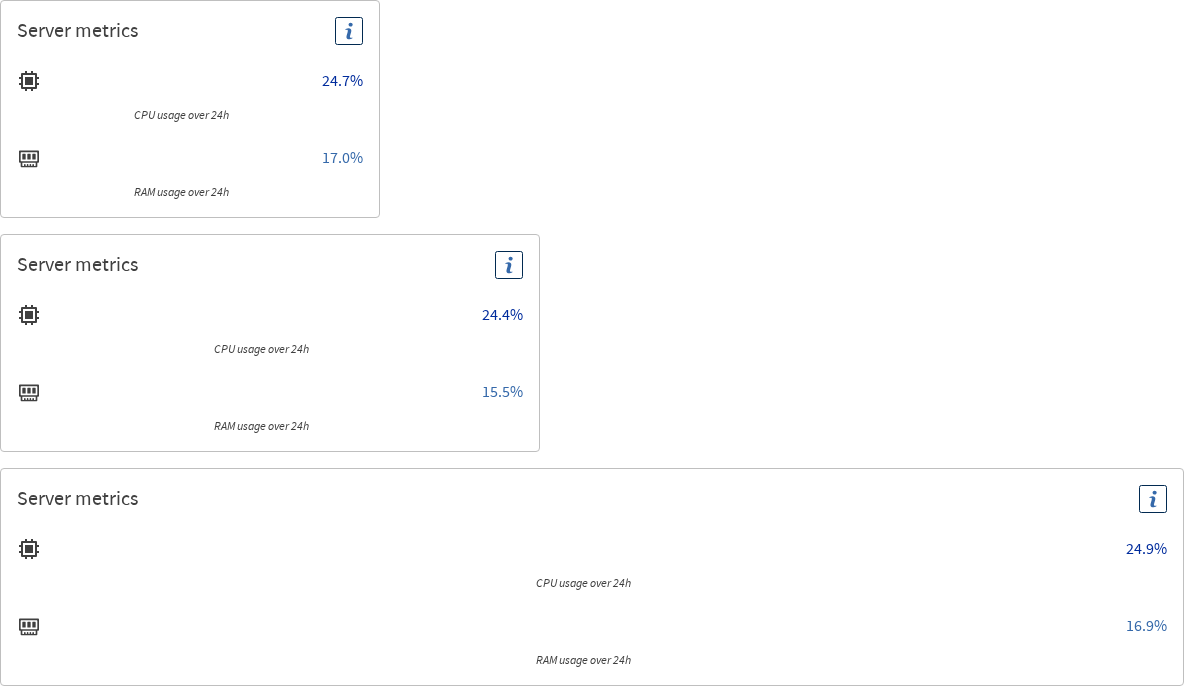 Server metrics
i
24.7%
CPU usage over 24h
17.0%
RAM usage over 24h
Server metrics
i
24.4%
CPU usage over 24h
15.5%
RAM usage over 24h
Server metrics
i
24.9%
CPU usage over 24h
16.9%
RAM usage over 24h